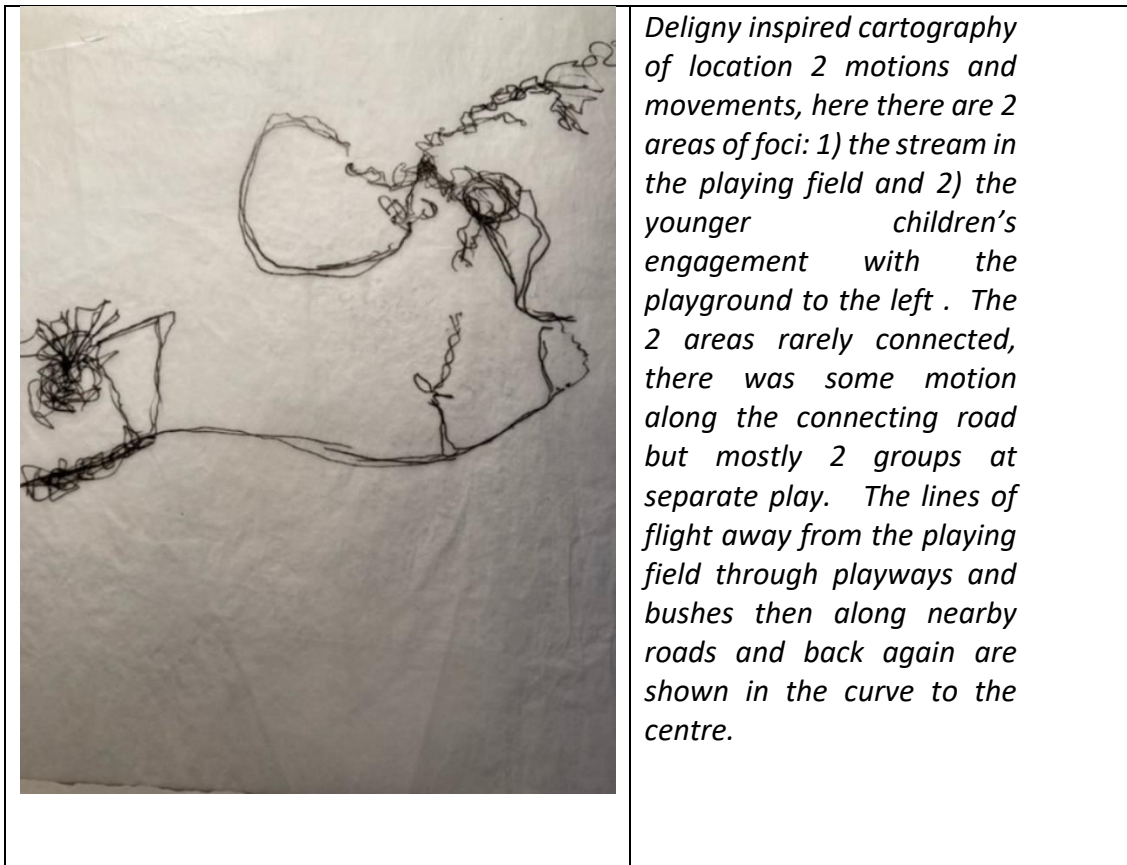 Deligny inspired cartography
of location 2 motions and
movements, here there are 2
areas of foci: 1) the stream in
the playing field and 2) the
younger children’s
engagement with the
playground to the left . The
2 areas rarely connected,
there was some motion
along the connecting road
but mostly 2 groups at
separate play. The lines of
flight away from the playing
field through playways and
bushes then along nearby
roads and back again are
shown in the curve to the
centre.